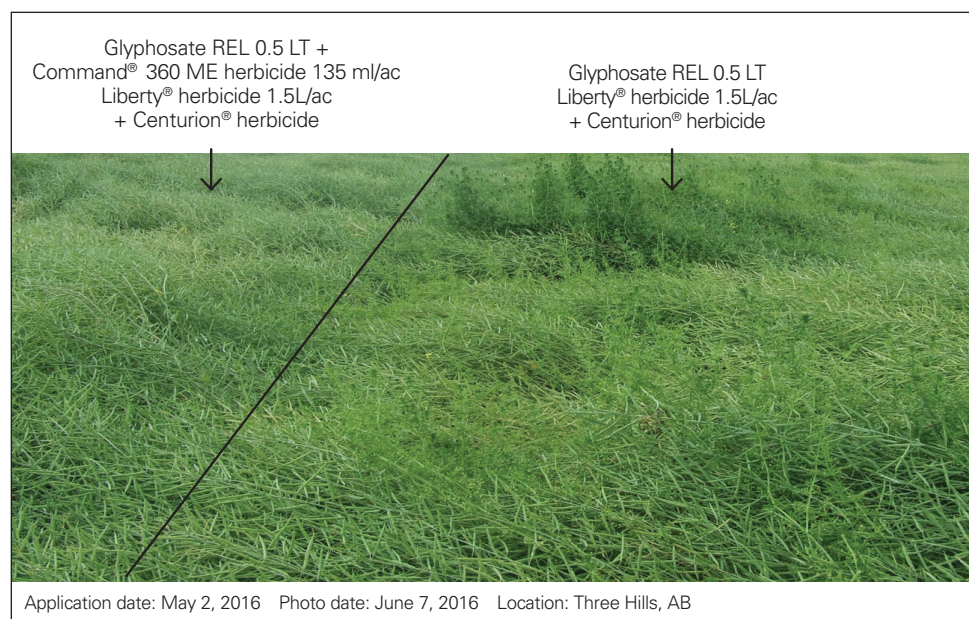 Glyphosate REL 0.5 LT +
Command® 360 ME herbicide 135 ml/ac
Liberty® herbicide 1.5L/ac
+ Centurion® herbicide
Glyphosate REL 0.5 LT
Liberty® herbicide 1.5L/ac
+ Centurion® herbicide
Application date: May 2, 2016 Photo date: June 7, 2016 Location: Three Hills, AB